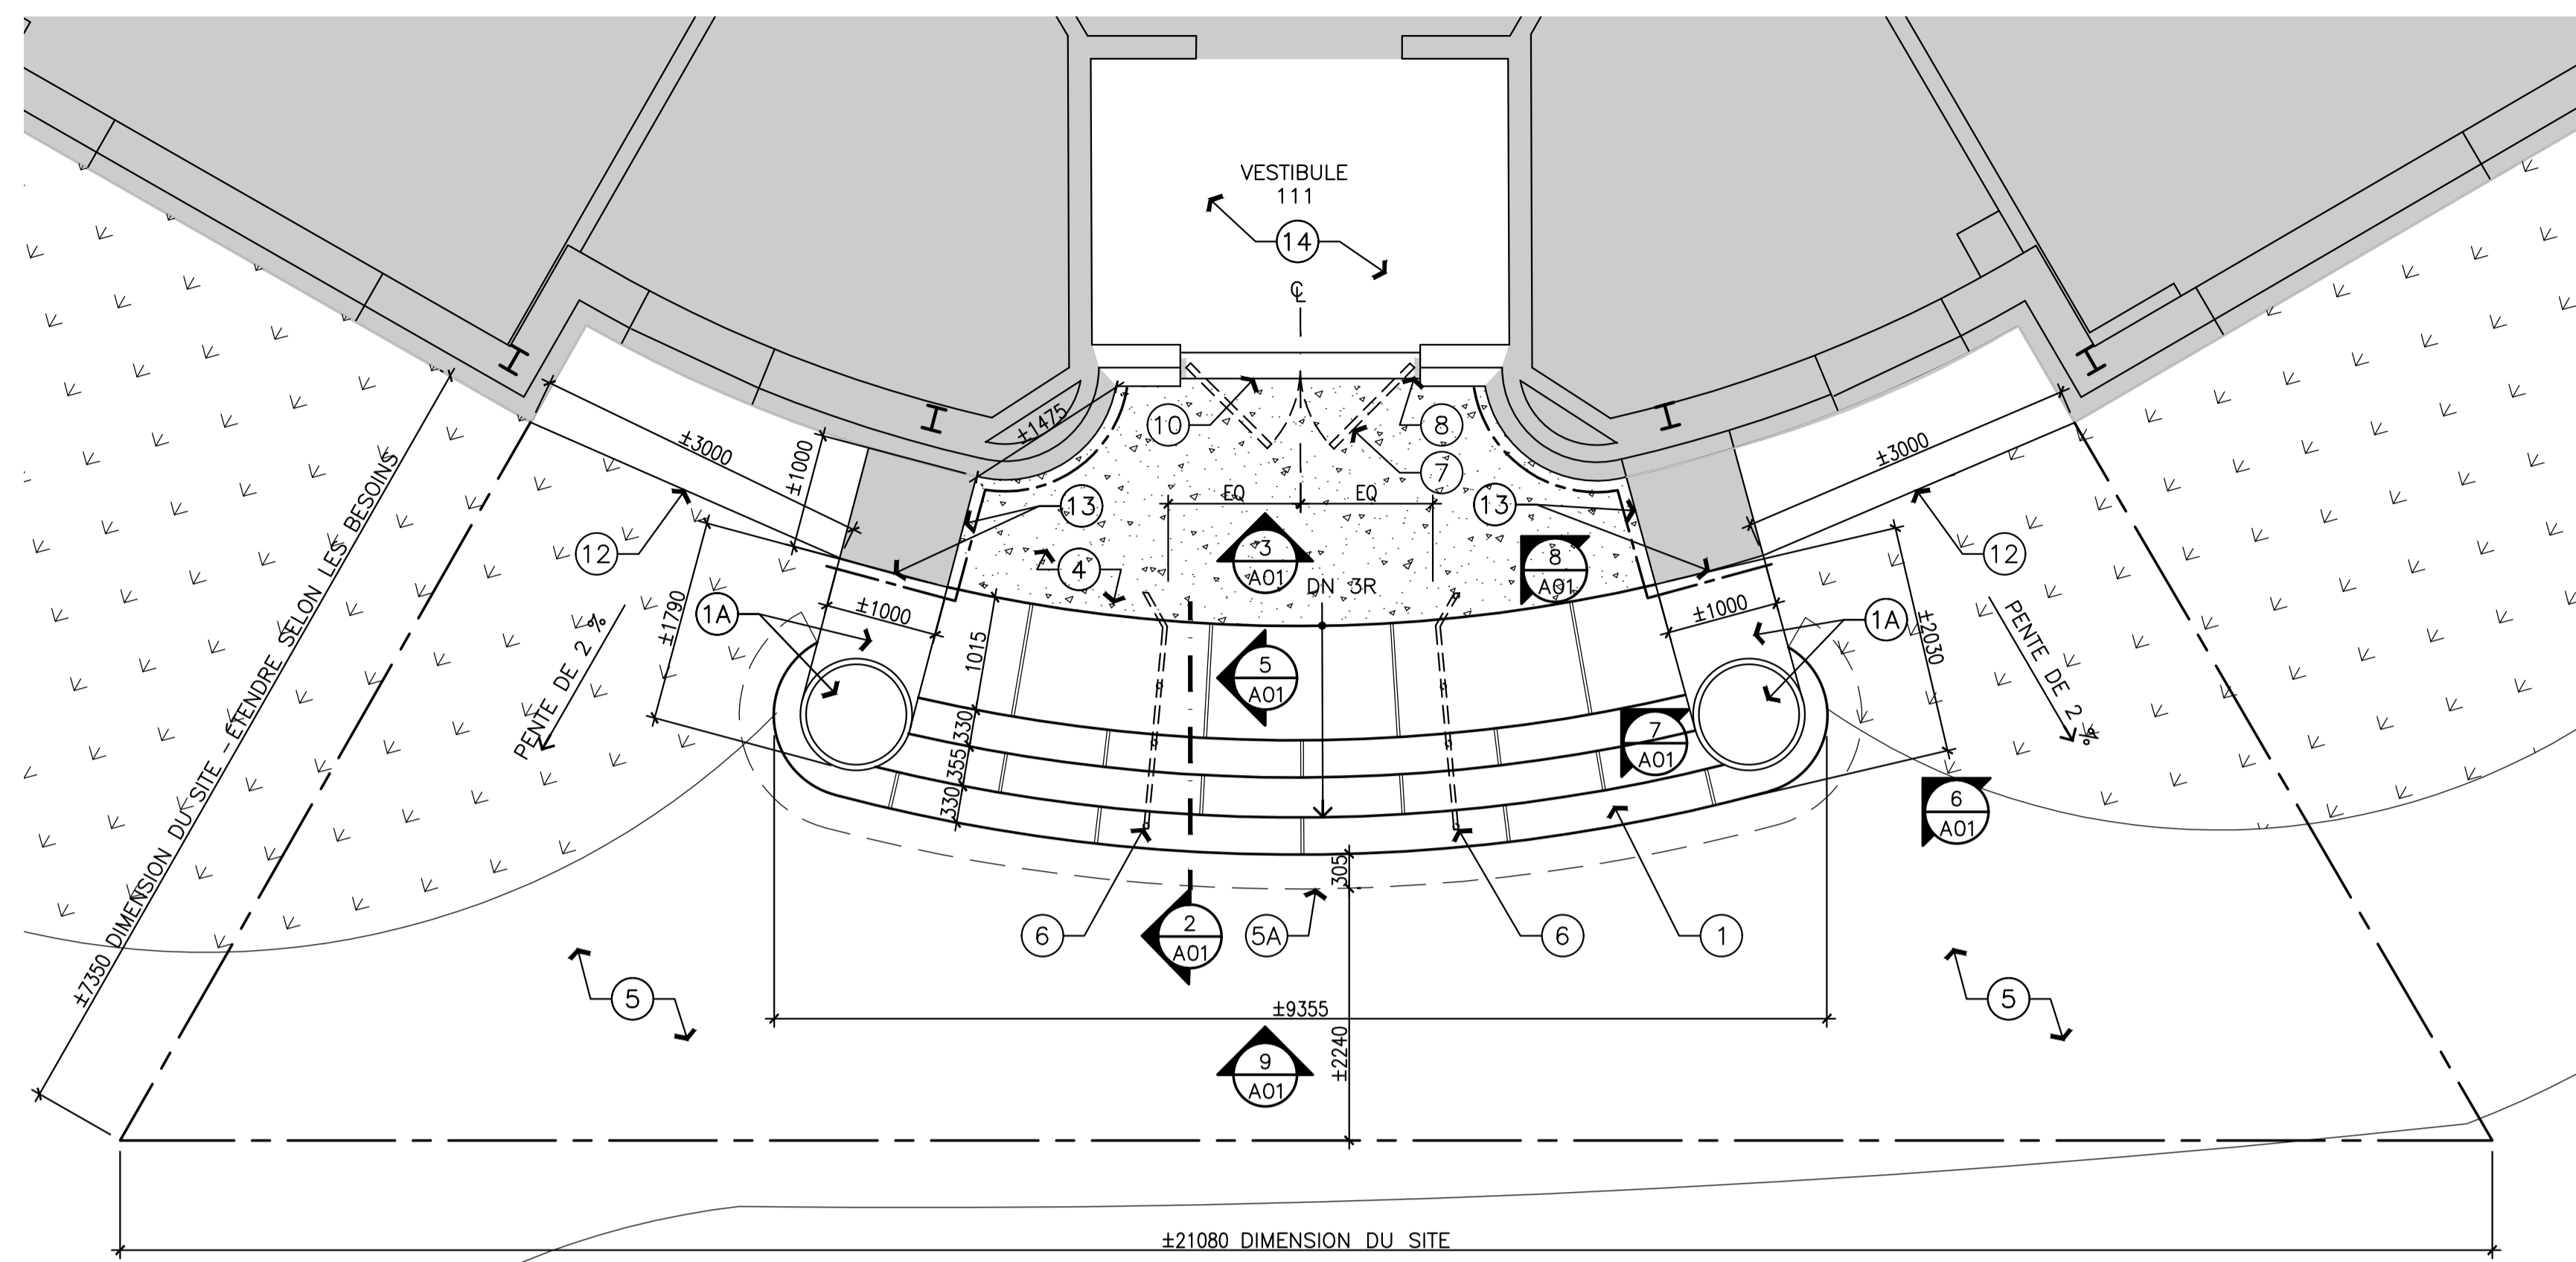 VESTIBULE
111
14
℄
±1475
10
8
7
±3000
±1000
±3000
EQ
EQ
13
13
12
12
3
A01
8
A01
4
DN 3R
±1790
1A
±1000
±1000
1A
±2030
1015
5
A01
PENTE DE 2 %
PENTE DE 2 %
330
355
330
7
A01
6
A01
±7350 DIMENSION DU SITE - ÉTENDRE SELON LES BESOINS
305
6
2
A01
5A
6
1
5
5
±9355
±2240
9
A01
±21080 DIMENSION DU SITE